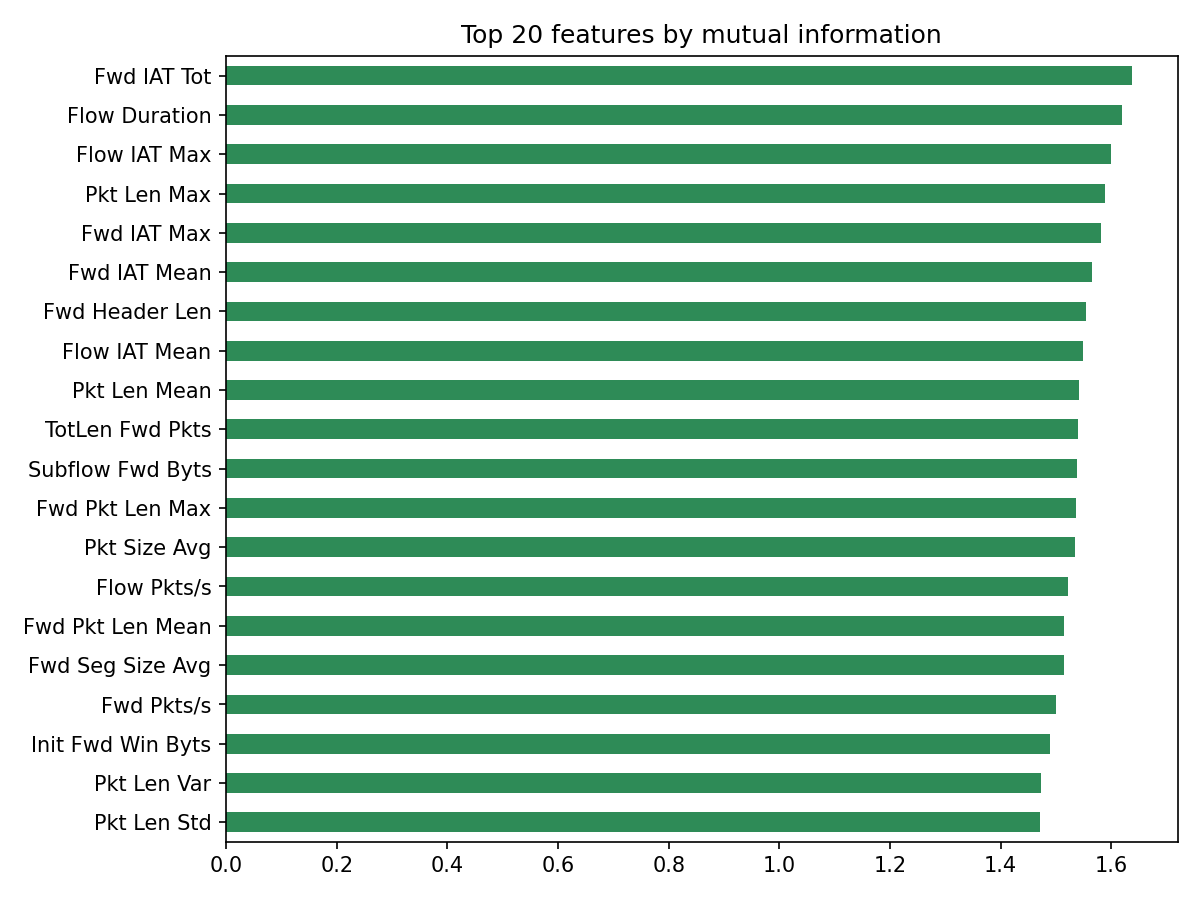 Top 20 features by mutual information
Fwd IAT Tot
Flow Duration
Flow IAT Max
Pkt Len Max
Fwd IAT Max
Fwd IAT Mean
Fwd Header Len
Flow IAT Mean
Pkt Len Mean
TotLen Fwd Pkts
Subflow Fwd Byts
Fwd Pkt Len Max
Pkt Size Avg
Flow Pkts/s
Fwd Pkt Len Mean
Fwd Seg Size Avg
Fwd Pkts/s
Init Fwd Win Byts
Pkt Len Var
Pkt Len Std
0.0 0.2 0.4 0.6 0.8 1.0 1.2 1.4 1.6